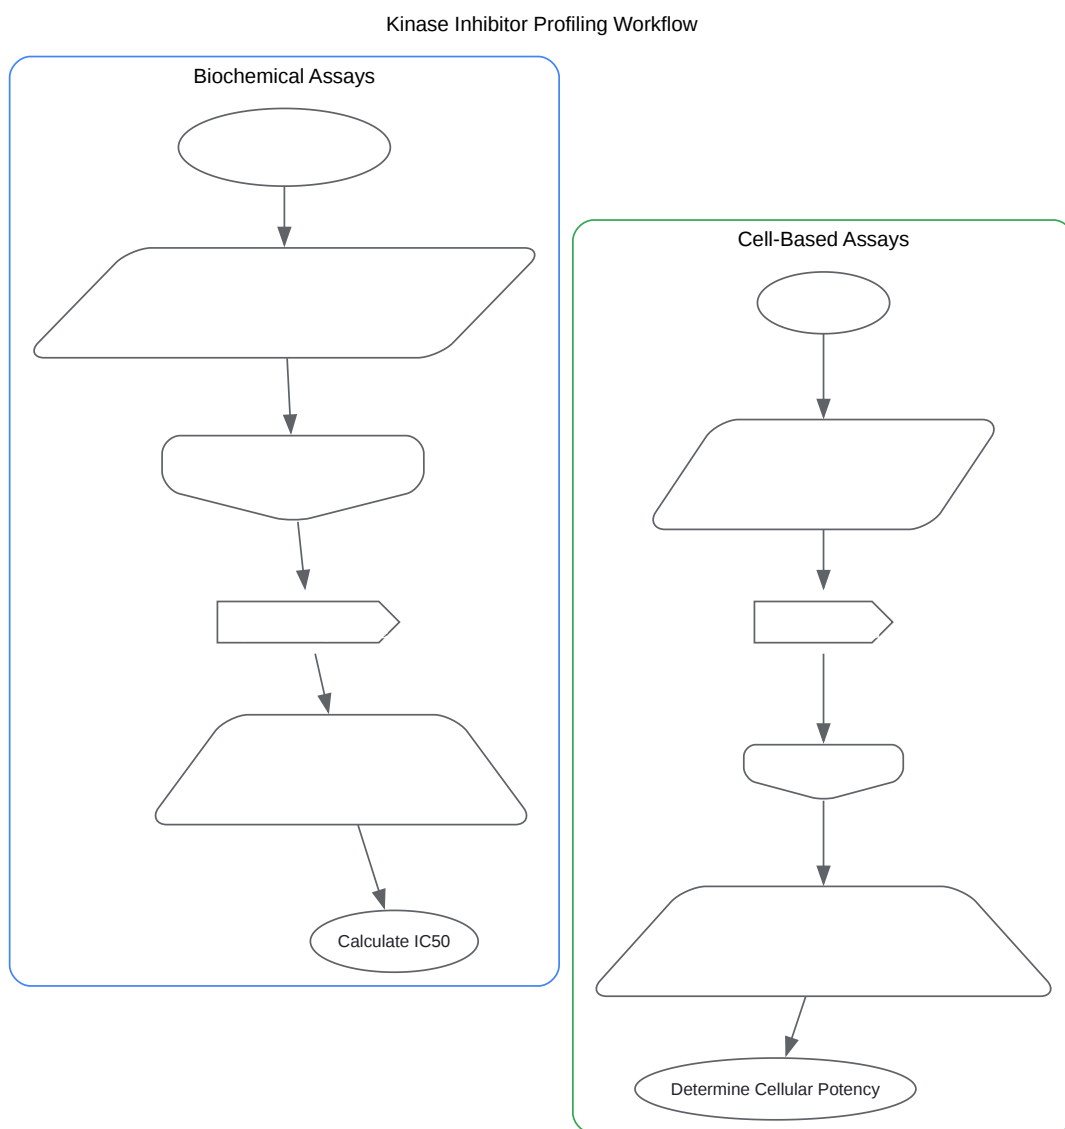 Kinase Inhibitor Profiling Workflow
Biochemical Assays
Cell-Based Assays
Calculate IC50
Determine Cellular Potency